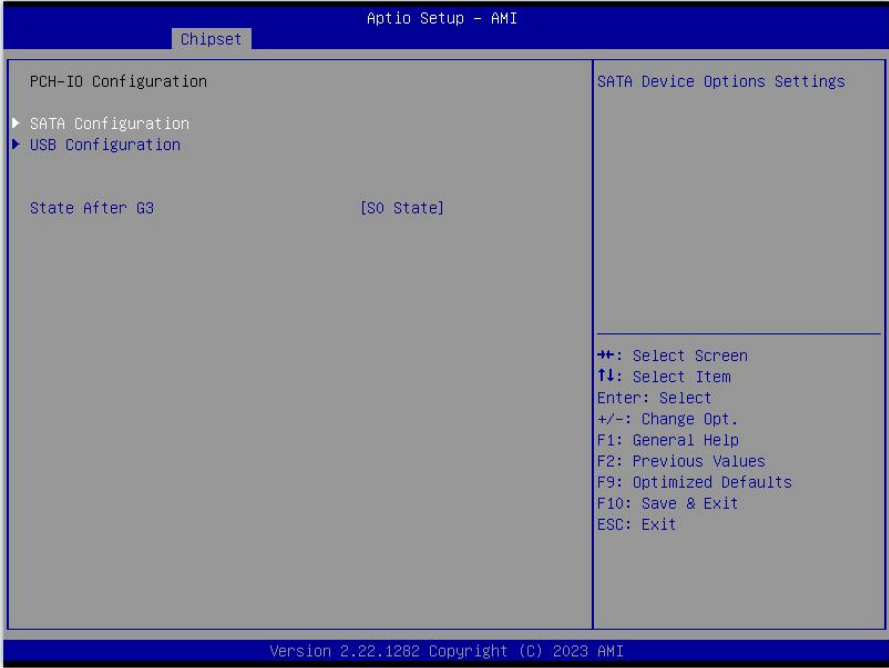 Aptio Setup - AMI
Chipset
PCH-IO Configuration
SATA Configuration
USB Configuration
State After G3 [S0 State]
SATA Device Options Settings
→←: Select Screen
↑↓: Select Item
Enter: Select
+/-: Change Opt.
F1: General Help
F2: Previous Values
F9: Optimized Defaults
F10: Save & Exit
ESC: Exit
Version 2.22.1282 Copyright (C) 2023 AMI